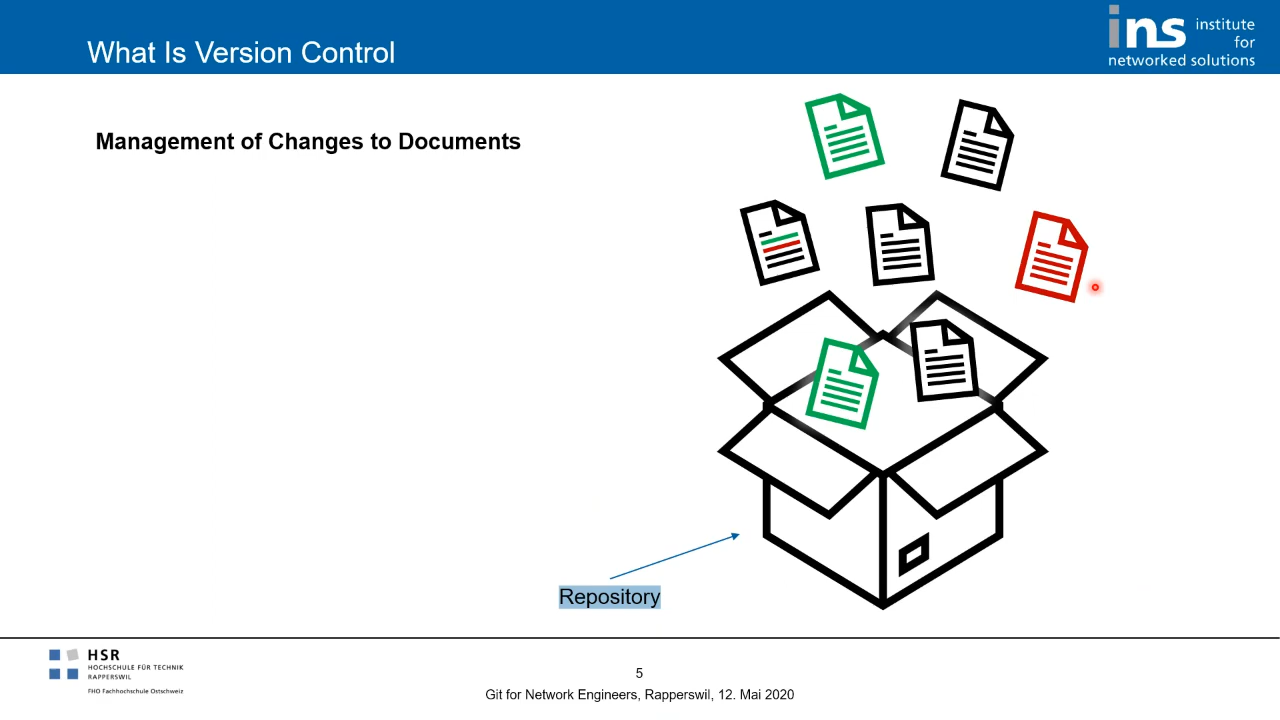 What Is Version Control
ins institute
for
networked solutions
Management of Changes to Documents
Repository
HSR
HOCHSCHULE FÜR TECHNIK
RAPPERSWIL
FHO Fachhochschule Ostschweiz
5
Git for Network Engineers, Rapperswil, 12. Mai 2020